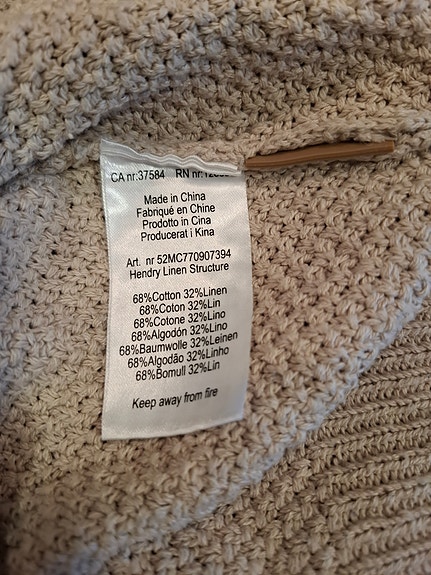 CA nr:37584 RN nr:
Made in China
Fabriqué en Chine
Prodotto in Cina
Producerat i Kina
Art. nr 52MC770907394
Hendry Linen Structure
68%Cotton 32%Linen
68%Coton 32%Lin
68%Cotone 32%Lino
68%Algodón 32%Lino
68%Baumwolle 32%Leinen
68%Algodão 32%Linho
68%Bomull 32%Lin
Keep away from fire